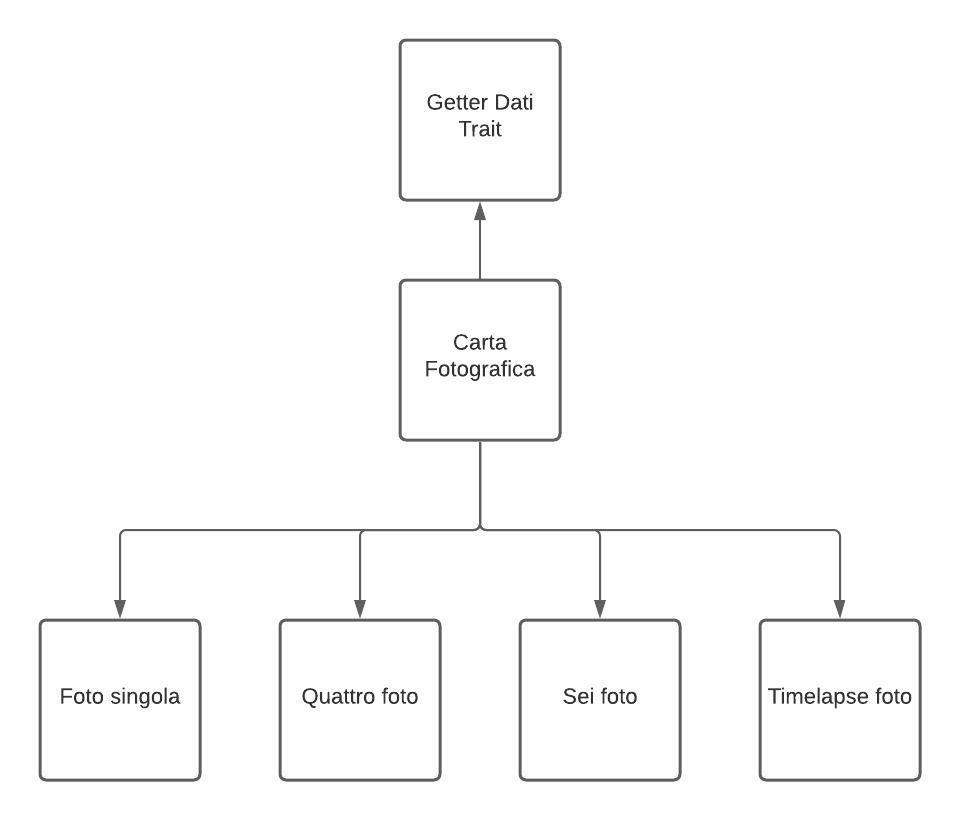 Getter Dati
Trait
Carta
Fotografica
Foto singola
Quattro foto
Sei foto
Timelapse foto